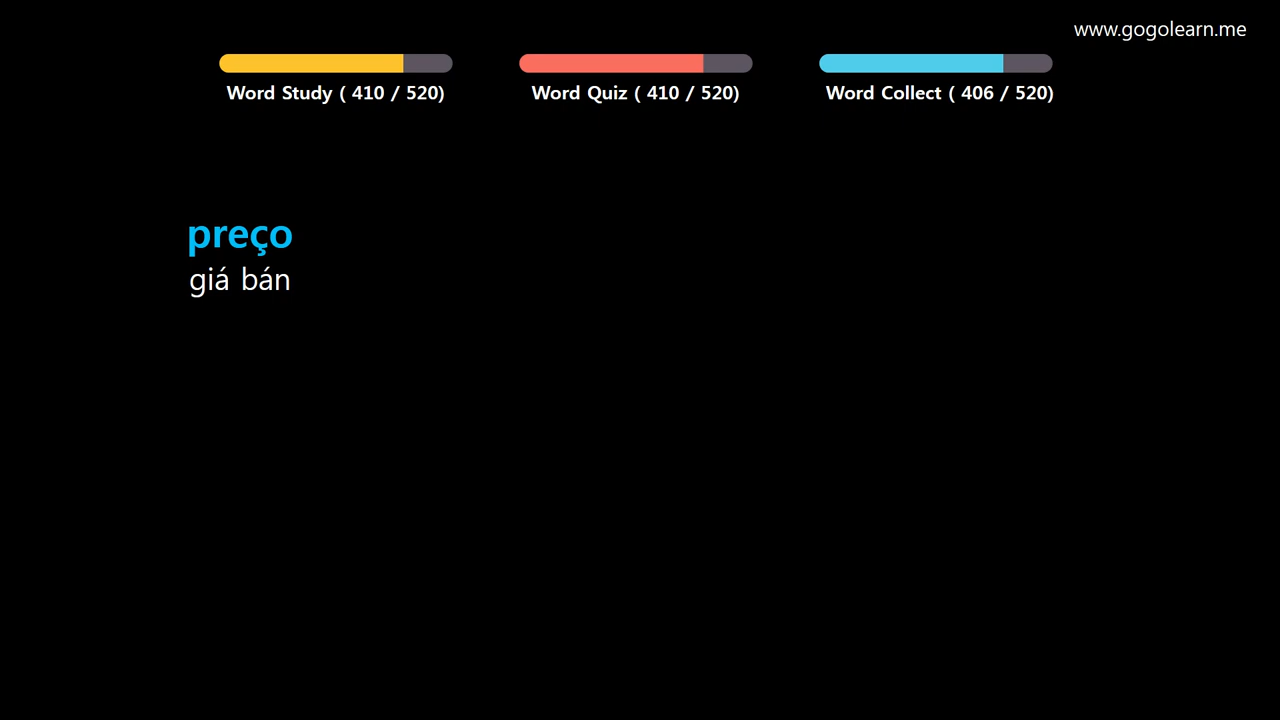 www.gogolearn.me
Word Study ( 410 / 520)
Word Quiz ( 410 / 520)
Word Collect ( 406 / 520)
preço
giá bán